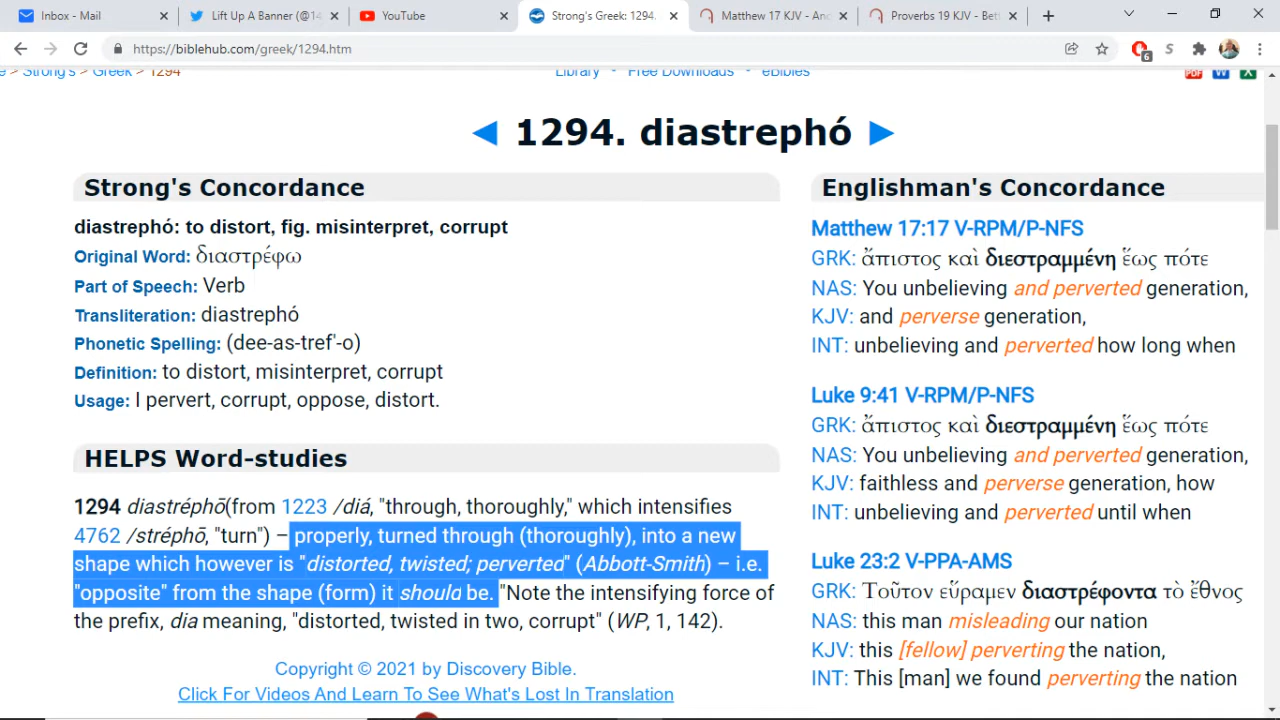 Inbox - Mail
Lift Up A Banner (@14
YouTube
Strong's Greek: 1294.
Matthew 17 KJV - And
Proverbs 19 KJV - Bett
https://biblehub.com/greek/1294.htm
6
S
e > Strong's > Greek > 1294
Library - Free Downloads - eBibles
PDF W X
◀ 1294. diastrephó ▶
Strong's Concordance
diastrephó: to distort, fig. misinterpret, corrupt
Original Word: διαστρέφω
Part of Speech: Verb
Transliteration: diastrephó
Phonetic Spelling: (dee-as-tref'-o)
Definition: to distort, misinterpret, corrupt
Usage: I pervert, corrupt, oppose, distort.
HELPS Word-studies
1294 diastréphō(from 1223 /diá, "through, thoroughly," which intensifies
4762 /stréphō, "turn") – properly, turned through (thoroughly), into a new
shape which however is "distorted, twisted; perverted" (Abbott-Smith) – i.e.
"opposite" from the shape (form) it should be. "Note the intensifying force of
the prefix, dia meaning, "distorted, twisted in two, corrupt" (WP, 1, 142).
Copyright © 2021 by Discovery Bible.
Click For Videos And Learn To See What's Lost In Translation
Englishman's Concordance
Matthew 17:17 V-RPM/P-NFS
GRK: ἄπιστος καὶ διεστραμμένη ἕως πότε
NAS: You unbelieving and perverted generation,
KJV: and perverse generation,
INT: unbelieving and perverted how long when
Luke 9:41 V-RPM/P-NFS
GRK: ἄπιστος καὶ διεστραμμένη ἕως πότε
NAS: You unbelieving and perverted generation,
KJV: faithless and perverse generation, how
INT: unbelieving and perverted until when
Luke 23:2 V-PPA-AMS
GRK: Τοῦτον εὕραμεν διαστρέφοντα τὸ ἔθνος
NAS: this man misleading our nation
KJV: this [fellow] perverting the nation,
INT: This [man] we found perverting the nation